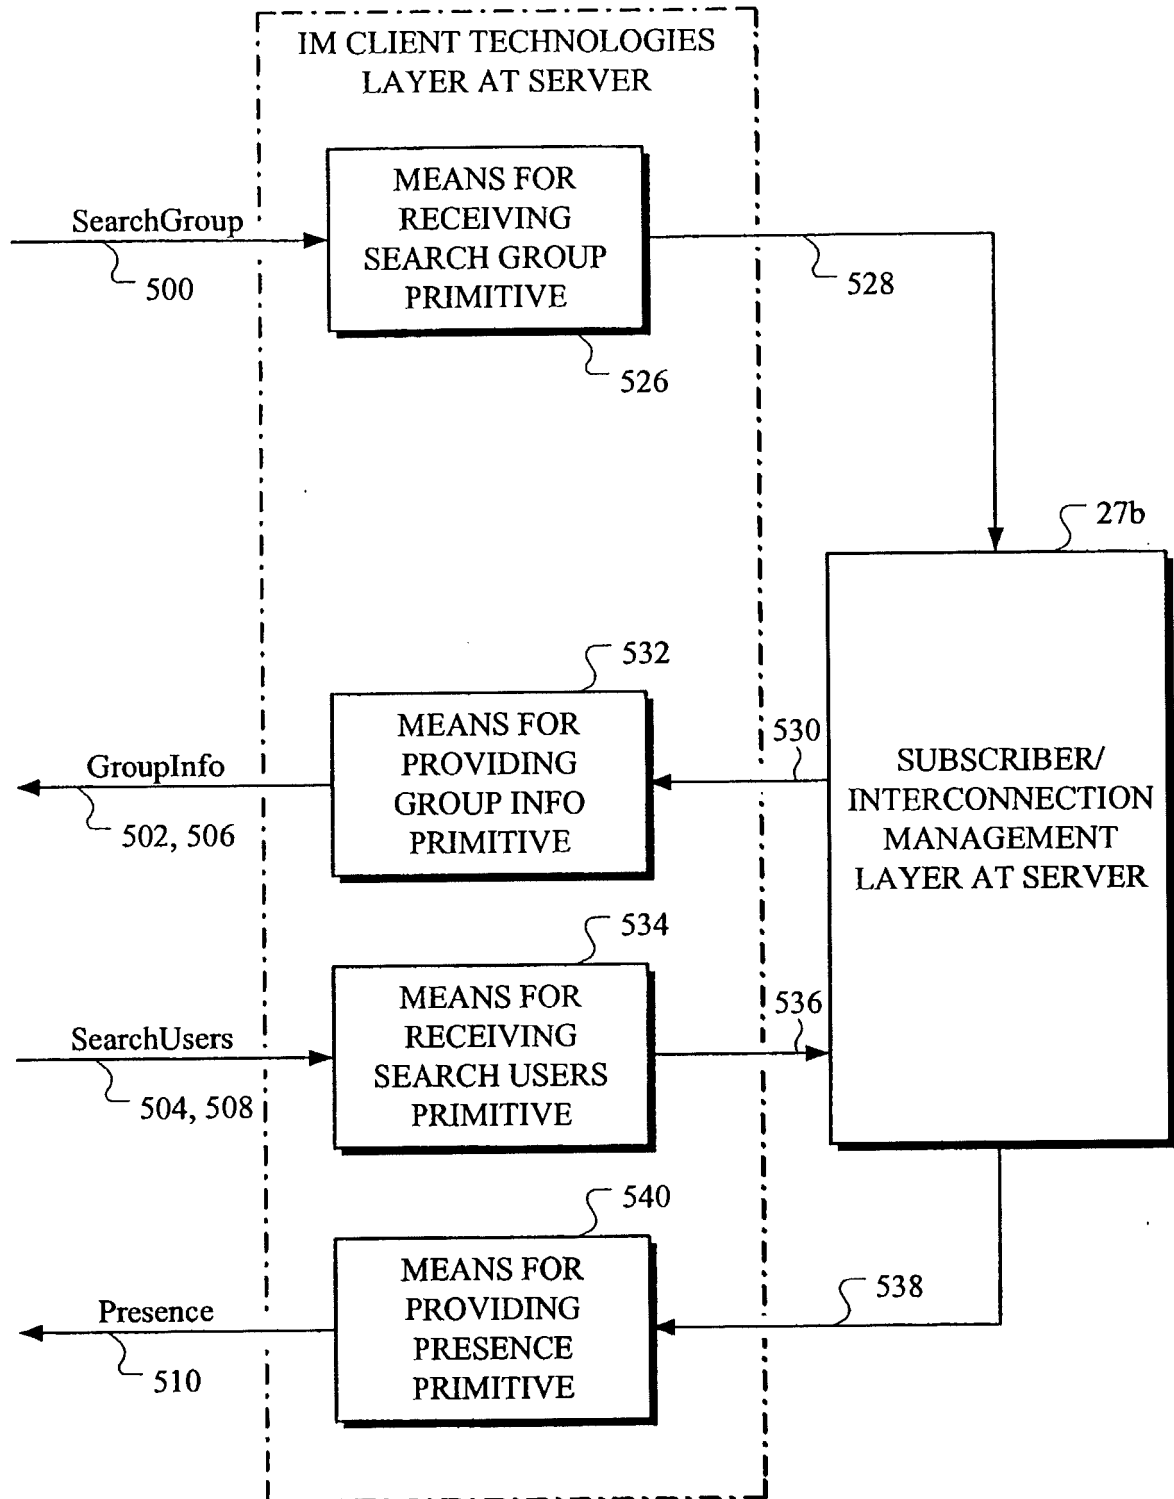 IM CLIENT TECHNOLOGIES
LAYER AT SERVER
MEANS FOR
RECEIVING
SEARCH GROUP
PRIMITIVE
SearchGroup
500
528
526
27b
532
MEANS FOR
PROVIDING
GROUP INFO
PRIMITIVE
GroupInfo
502, 506
530
SUBSCRIBER/
INTERCONNECTION
MANAGEMENT
LAYER AT SERVER
534
MEANS FOR
RECEIVING
SEARCH USERS
PRIMITIVE
SearchUsers
504, 508
536
540
MEANS FOR
PROVIDING
PRESENCE
PRIMITIVE
Presence
510
538